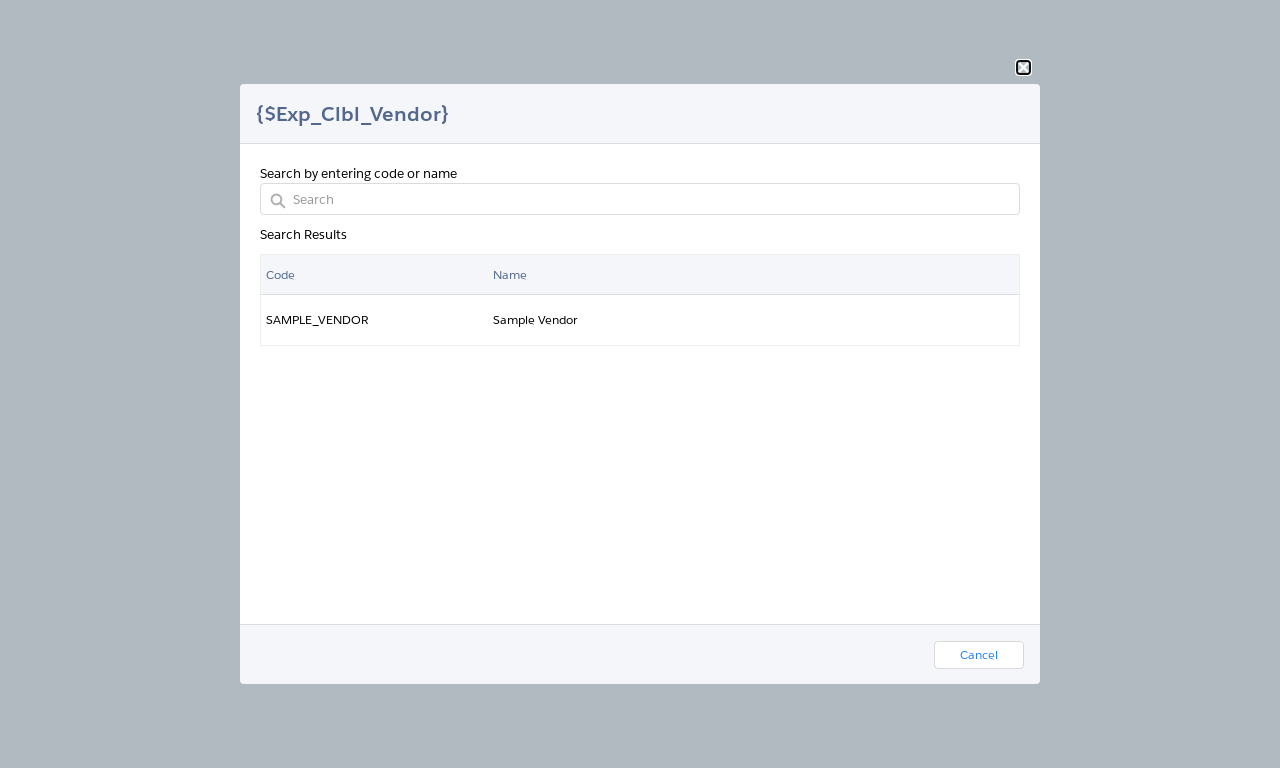 {$Exp_Clbl_Vendor}
Search by entering code or name
Search
Search Results
Code Name
SAMPLE_VENDOR Sample Vendor
Cancel